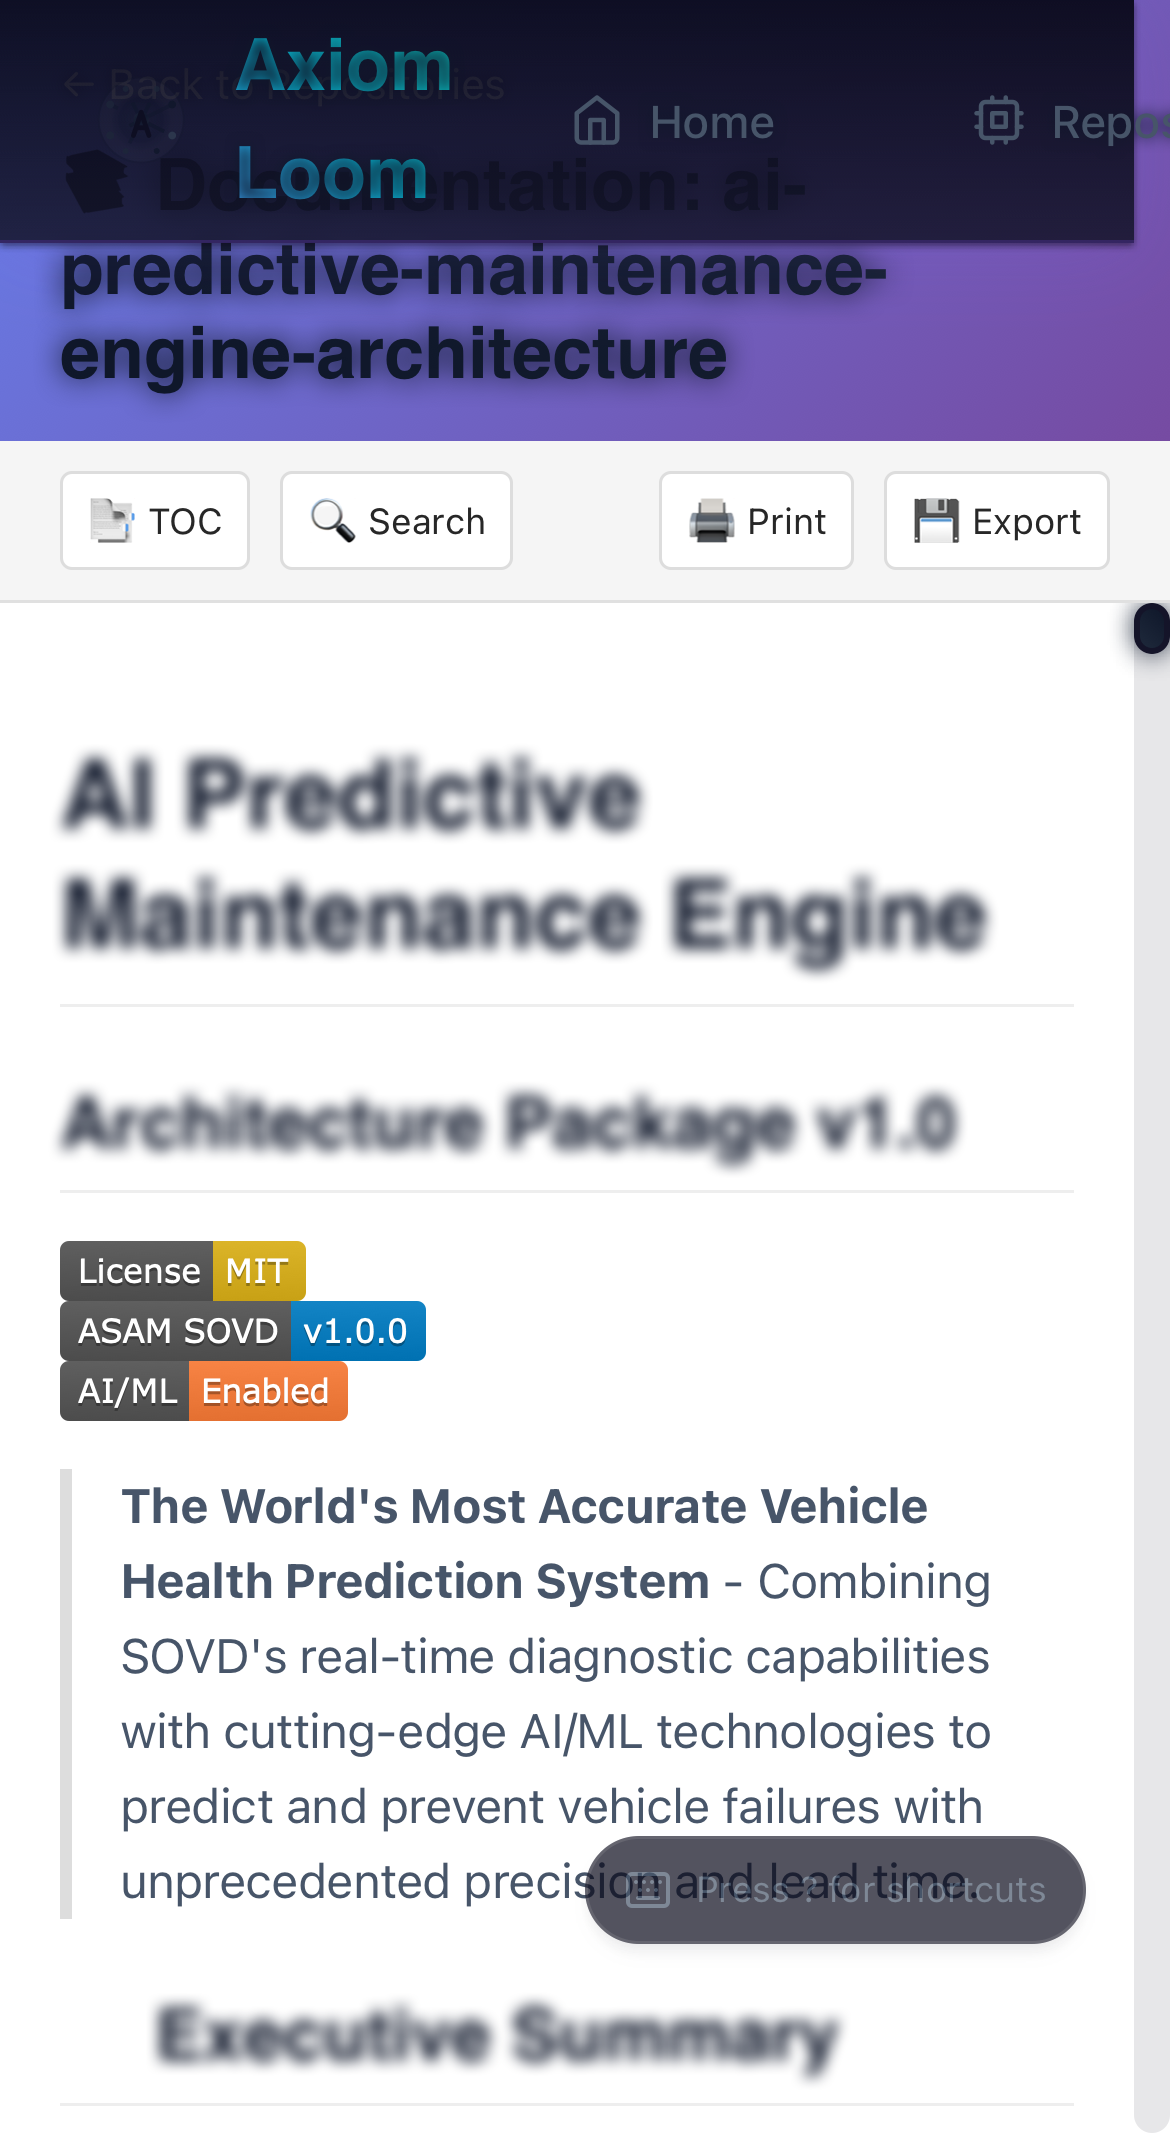 Axiom
Loom
Home
Repos
← Back to Repositories
A
Documentation: ai-
predictive-maintenance-
engine-architecture
TOC
Search
Print
Export
AI Predictive
Maintenance Engine
Architecture Package v1.0
License MIT
ASAM SOVD v1.0.0
AI/ML Enabled
The World's Most Accurate Vehicle
Health Prediction System - Combining
SOVD's real-time diagnostic capabilities
with cutting-edge AI/ML technologies to
predict and prevent vehicle failures with
unprecedented precision and lead time.
Press ? for shortcuts
Executive Summary